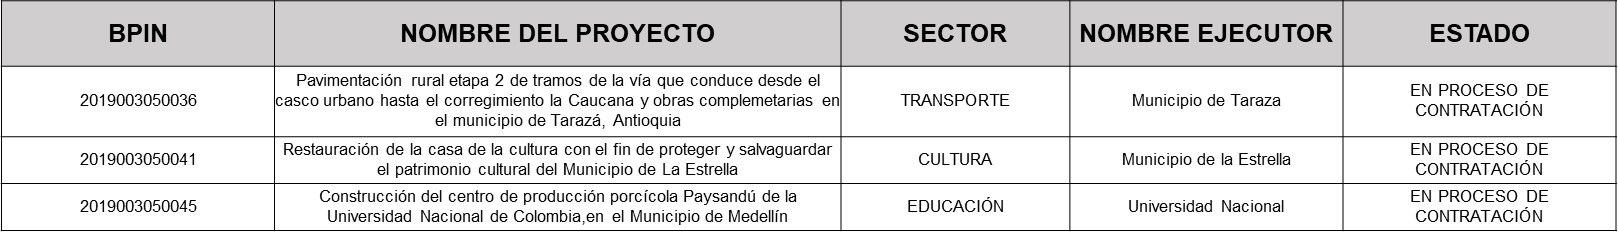 BPIN NOMBRE DEL PROYECTO SECTOR NOMBRE EJECUTOR ESTADO
2019003050036
Pavimentación rural etapa 2 de tramos de la vía que conduce desde el
casco urbano hasta el corregimiento la Caucana y obras complemetarias en
el municipio de Tarazá, Antioquia
TRANSPORTE
Municipio de Taraza
EN PROCESO DE
CONTRATACIÓN
2019003050041
Restauración de la casa de la cultura con el fin de proteger y salvaguardar
el patrimonio cultural del Municipio de La Estrella
CULTURA
Municipio de la Estrella
EN PROCESO DE
CONTRATACIÓN
2019003050045
Construcción del centro de producción porcícola Paysandú de la
Universidad Nacional de Colombia,en el Municipio de Medellín
EDUCACIÓN
Universidad Nacional
EN PROCESO DE
CONTRATACIÓN